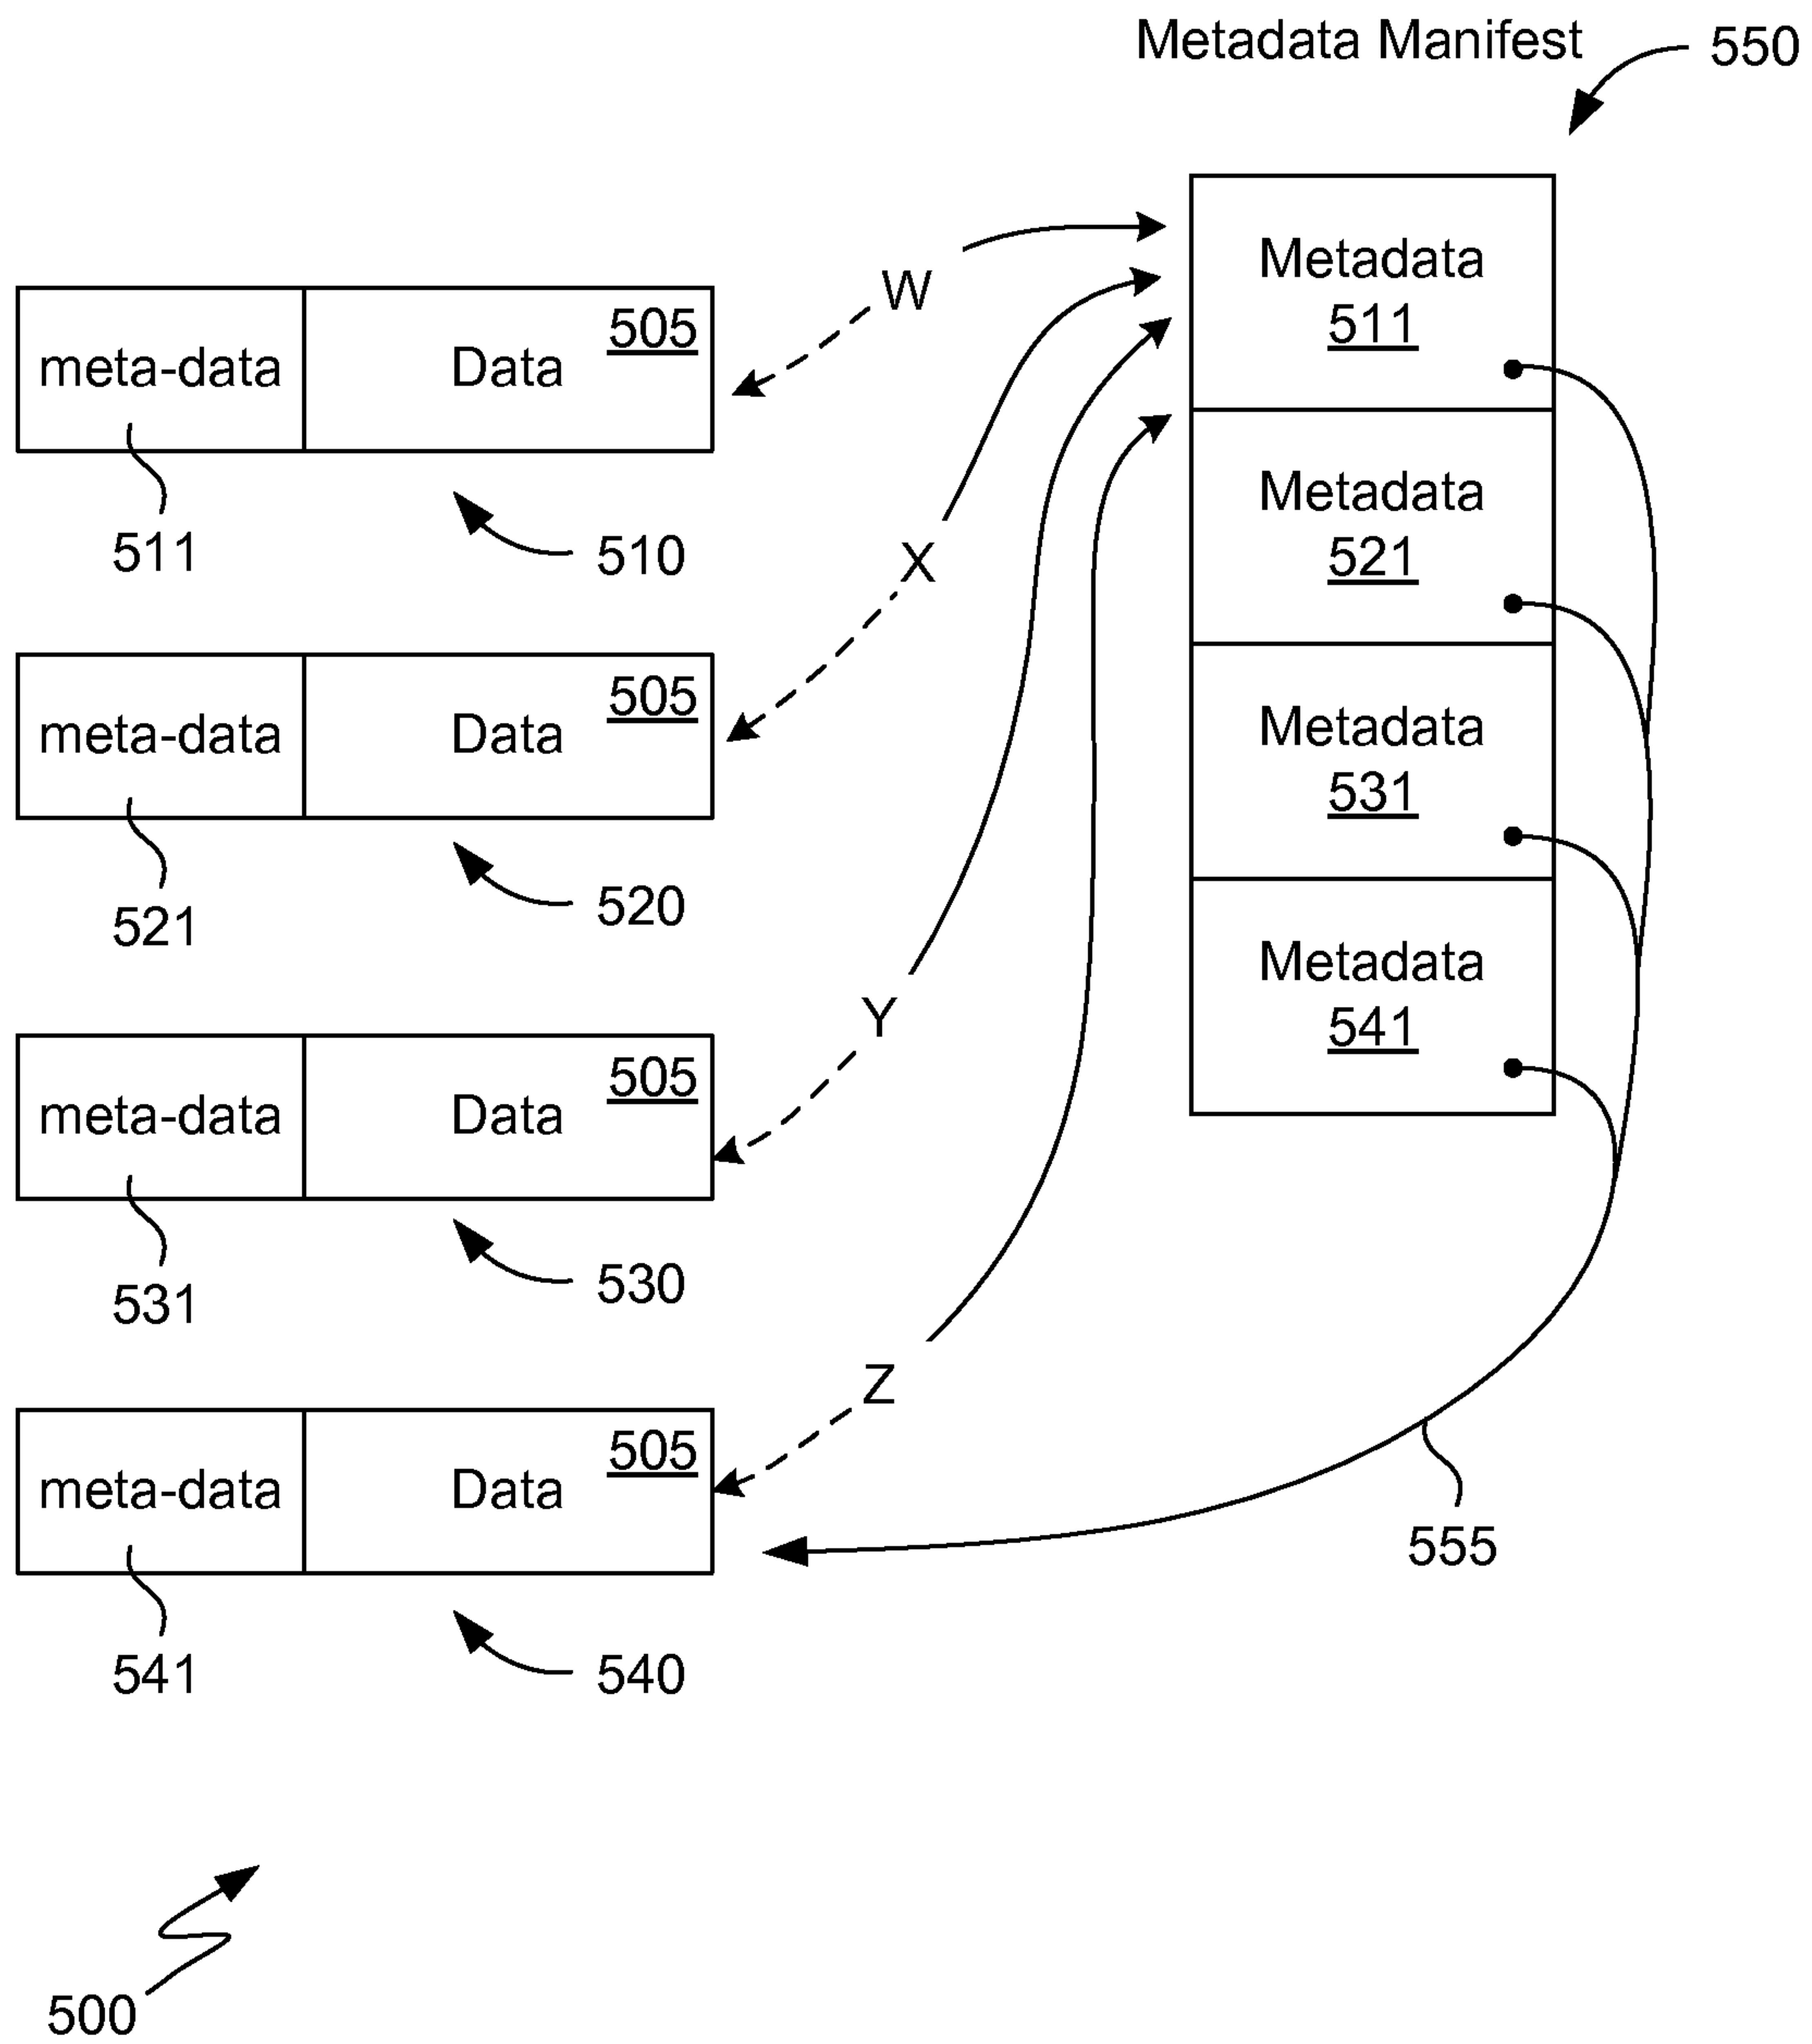 Metadata Manifest
550
W
505
meta-data
Data
511
510
X
505
meta-data
Data
521
520
Y
505
meta-data
Data
531
530
Z
505
meta-data
Data
541
540
Metadata
511
Metadata
521
Metadata
531
Metadata
541
555
500